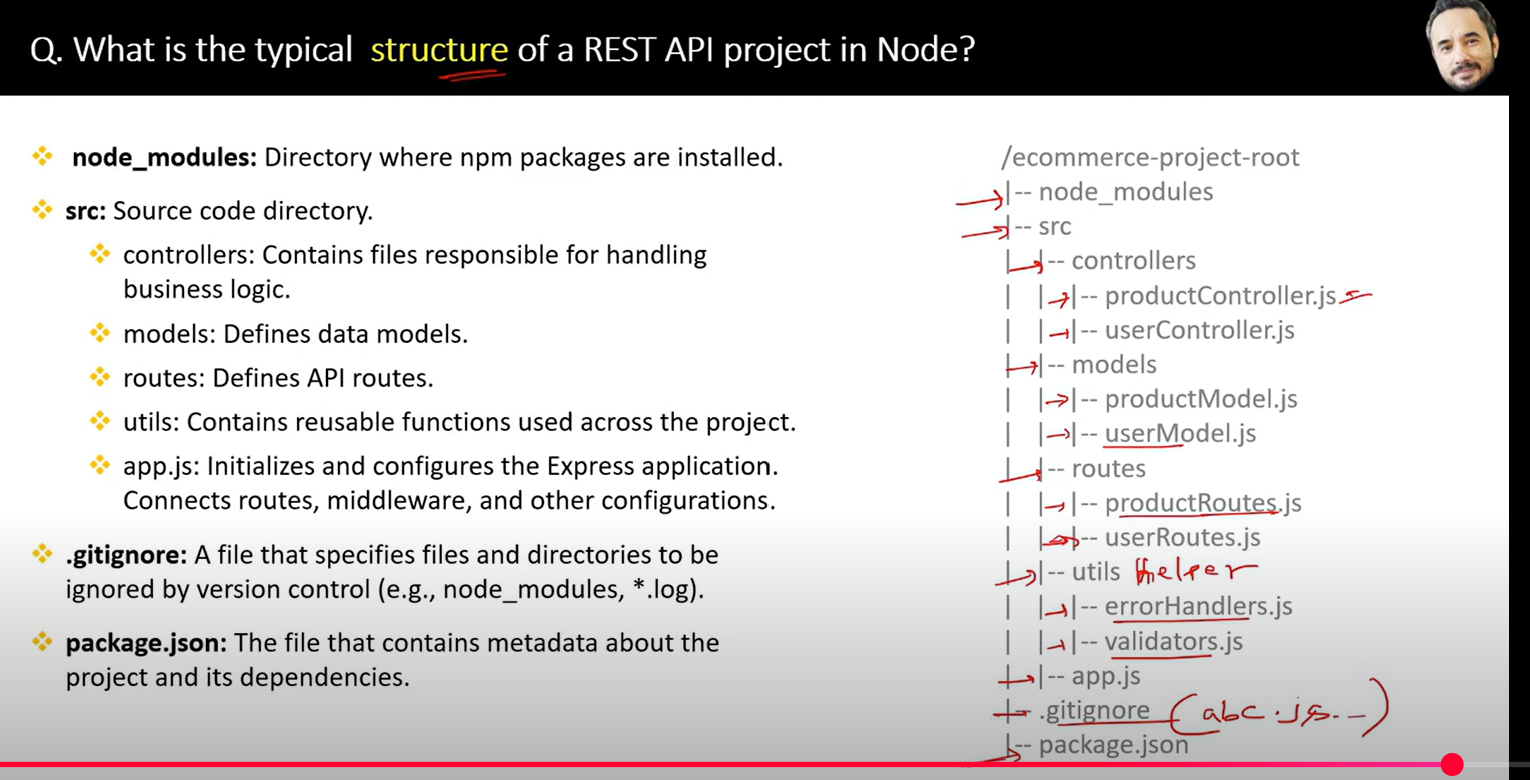 Q. What is the typical structure of a REST API project in Node?
node_modules: Directory where npm packages are installed.
src: Source code directory.
controllers: Contains files responsible for handling
business logic.
models: Defines data models.
routes: Defines API routes.
utils: Contains reusable functions used across the project.
app.js: Initializes and configures the Express application.
Connects routes, middleware, and other configurations.
.gitignore: A file that specifies files and directories to be
ignored by version control (e.g., node_modules, *.log).
package.json: The file that contains metadata about the
project and its dependencies.
/ecommerce-project-root
|-- node_modules
|-- src
| |-- controllers
| | |-- productController.js
| | |-- userController.js
| |-- models
| | |-- productModel.js
| | |-- userModel.js
| |-- routes
| | |-- productRoutes.js
| | |-- userRoutes.js
| |-- utils Helper
| | |-- errorHandlers.js
| | |-- validators.js
| |-- app.js
|-- .gitignore (abc.js.--)
|-- package.json